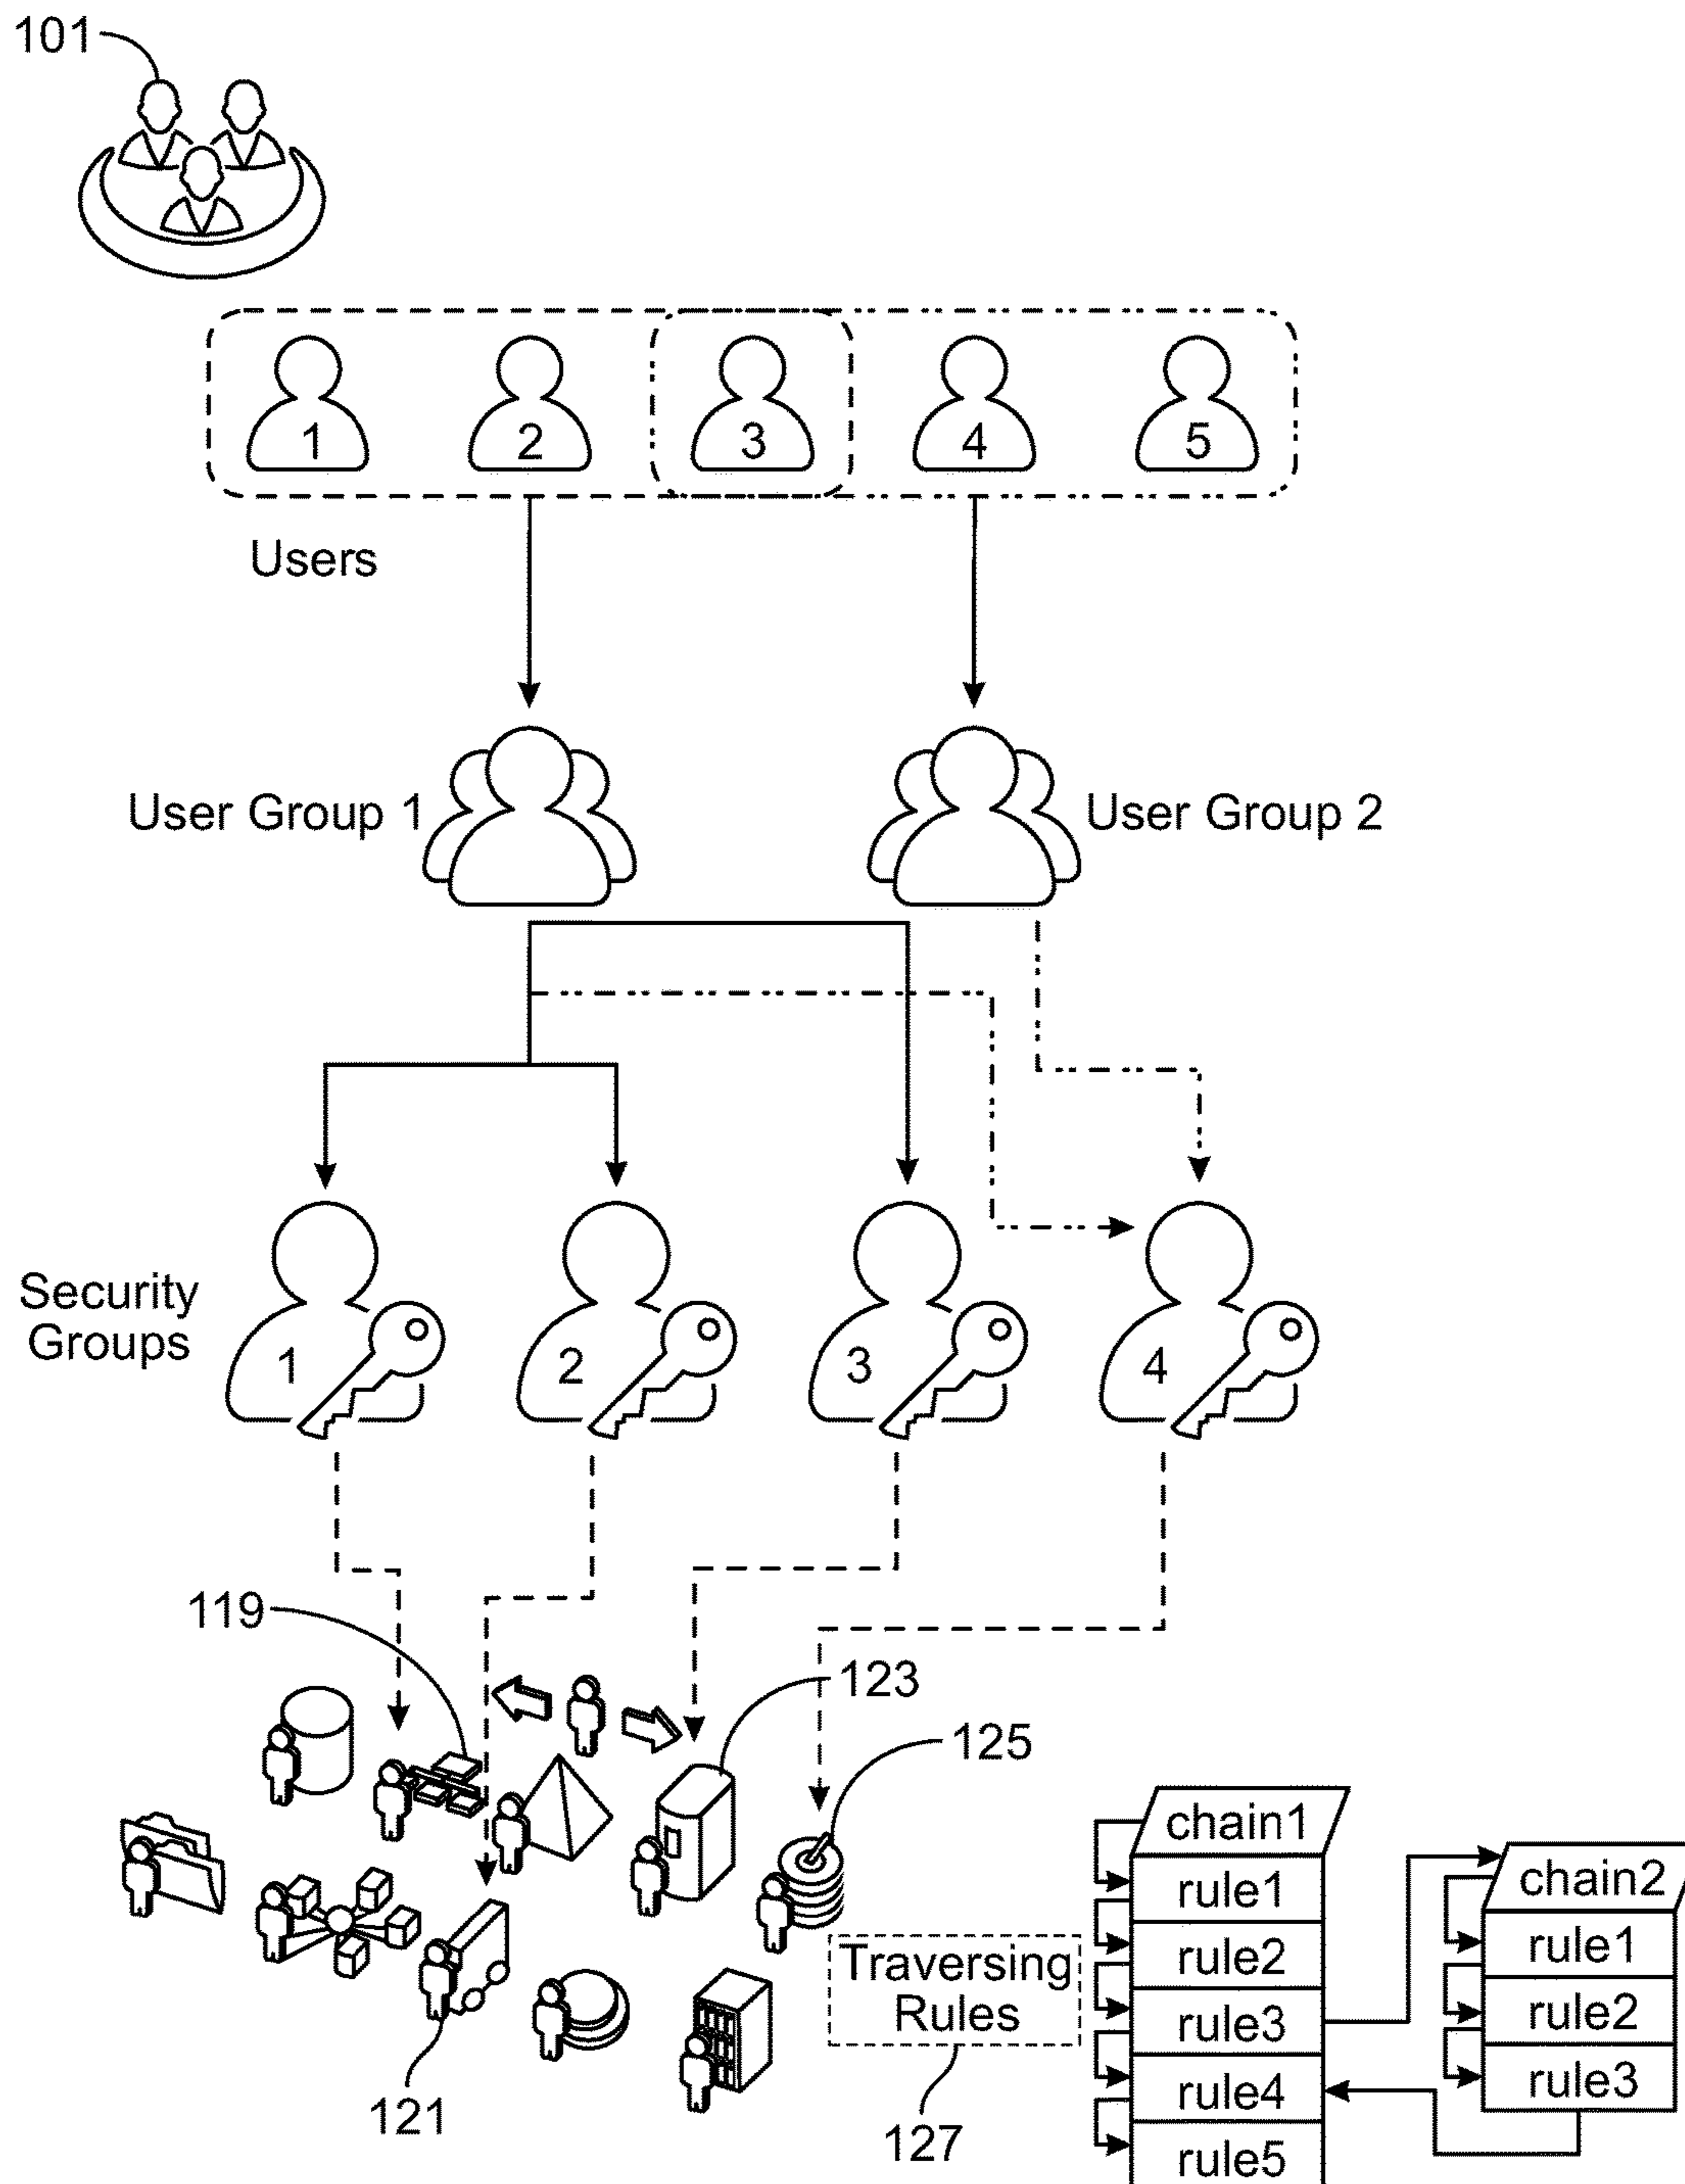 101
1
2
3
4
5
Users
User Group 1
User Group 2
Security
Groups
1
2
3
4
119
123
125
chain1
rule1
rule2
rule3
rule4
rule5
chain2
rule1
rule2
rule3
Traversing
Rules
121
127